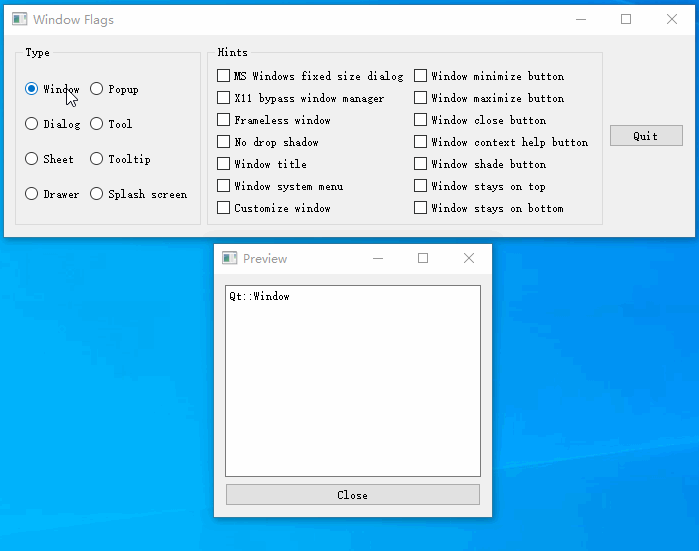 Window Flags
Type
Window Popup
Dialog Tool
Sheet Tooltip
Drawer Splash screen
Hints
MS Windows fixed size dialog Window minimize button
X11 bypass window manager Window maximize button
Frameless window Window close button
No drop shadow Window context help button
Window title Window shade button
Window system menu Window stays on top
Customize window Window stays on bottom
Quit
Preview
Qt::Window
Close